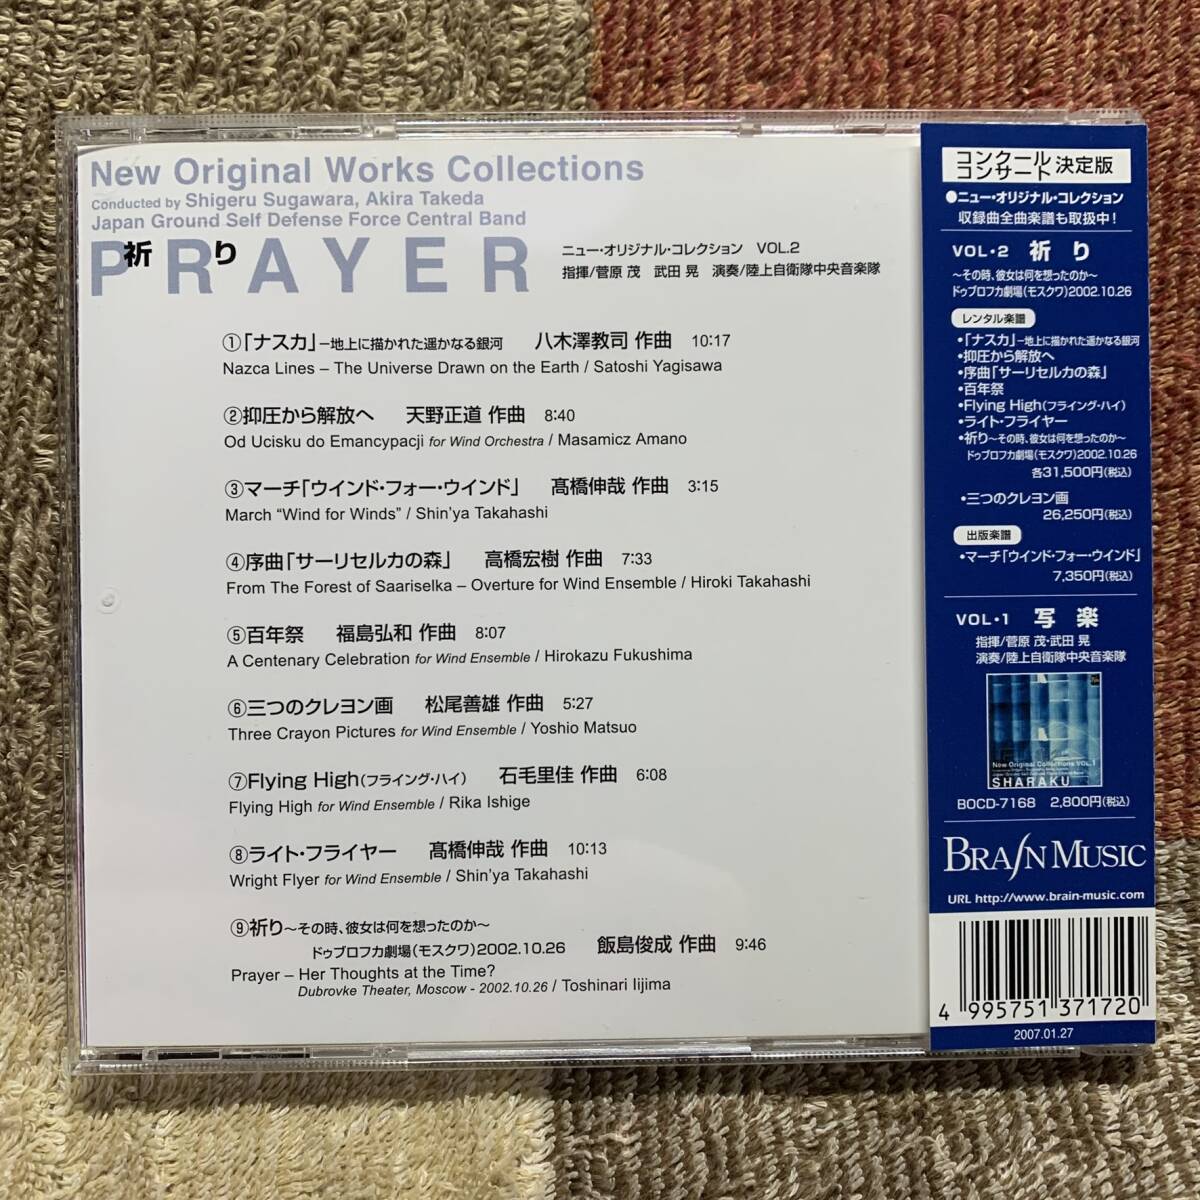 New Original Works Collections
Conducted by Shigeru Sugawara, Akira Takeda
Japan Ground Self Defense Force Central Band
PRAYER
祈り
ニュー・オリジナル・コレクション VOL.2
指揮/菅原 茂 武田 晃 演奏/陸上自衛隊中央音楽隊
①「ナスカ」－地上に描かれた遥かなる銀河 八木澤教司 作曲 10:17
Nazca Lines – The Universe Drawn on the Earth / Satoshi Yagisawa
②抑圧から解放へ 天野正道 作曲 8:40
Od Ucisku do Emancypacji for Wind Orchestra / Masamicz Amano
③マーチ「ウインド・フォー・ウインド」 髙橋伸哉 作曲 3:15
March “Wind for Winds” / Shin'ya Takahashi
④序曲「サーリセルカの森」 高橋宏樹 作曲 7:33
From The Forest of Saariselka – Overture for Wind Ensemble / Hiroki Takahashi
⑤百年祭 福島弘和 作曲 8:07
A Centenary Celebration for Wind Ensemble / Hirokazu Fukushima
⑥三つのクレヨン画 松尾善雄 作曲 5:27
Three Crayon Pictures for Wind Ensemble / Yoshio Matsuo
⑦Flying High(フライング・ハイ) 石毛里佳 作曲 6:08
Flying High for Wind Ensemble / Rika Ishige
⑧ライト・フライヤー 髙橋伸哉 作曲 10:13
Wright Flyer for Wind Ensemble / Shin'ya Takahashi
⑨祈り～その時、彼女は何を想ったのか～
ドゥブロフカ劇場(モスクワ)2002.10.26 飯島俊成 作曲 9:46
Prayer – Her Thoughts at the Time?
Dubrovke Theater, Moscow - 2002.10.26 / Toshinari Iijima
コンクール
コンサート 決定版
●ニュー・オリジナル・コレクション
収録曲全曲楽譜も取扱中！
VOL・2 祈り
～その時、彼女は何を想ったのか～
ドゥブロフカ劇場(モスクワ)2002.10.26
レンタル楽譜
・「ナスカ」－地上に描かれた遥かなる銀河
・抑圧から解放へ
・序曲「サーリセルカの森」
・百年祭
・Flying High(フライング・ハイ)
・ライト・フライヤー
・祈り～その時、彼女は何を想ったのか～
ドゥブロフカ劇場(モスクワ)2002.10.26
各31,500円(税込)
・三つのクレヨン画
26,250円(税込)
出版楽譜
・マーチ「ウインド・フォー・ウインド」
7,350円(税込)
VOL・1 写楽
指揮/菅原 茂・武田 晃
演奏/陸上自衛隊中央音楽隊
New Original Collections VOL.1
SHARAKU
BOCD-7168 2,800円(税込)
BRAIN MUSIC
URL http://www.brain-music.com
4 995751 371720
2007.01.27